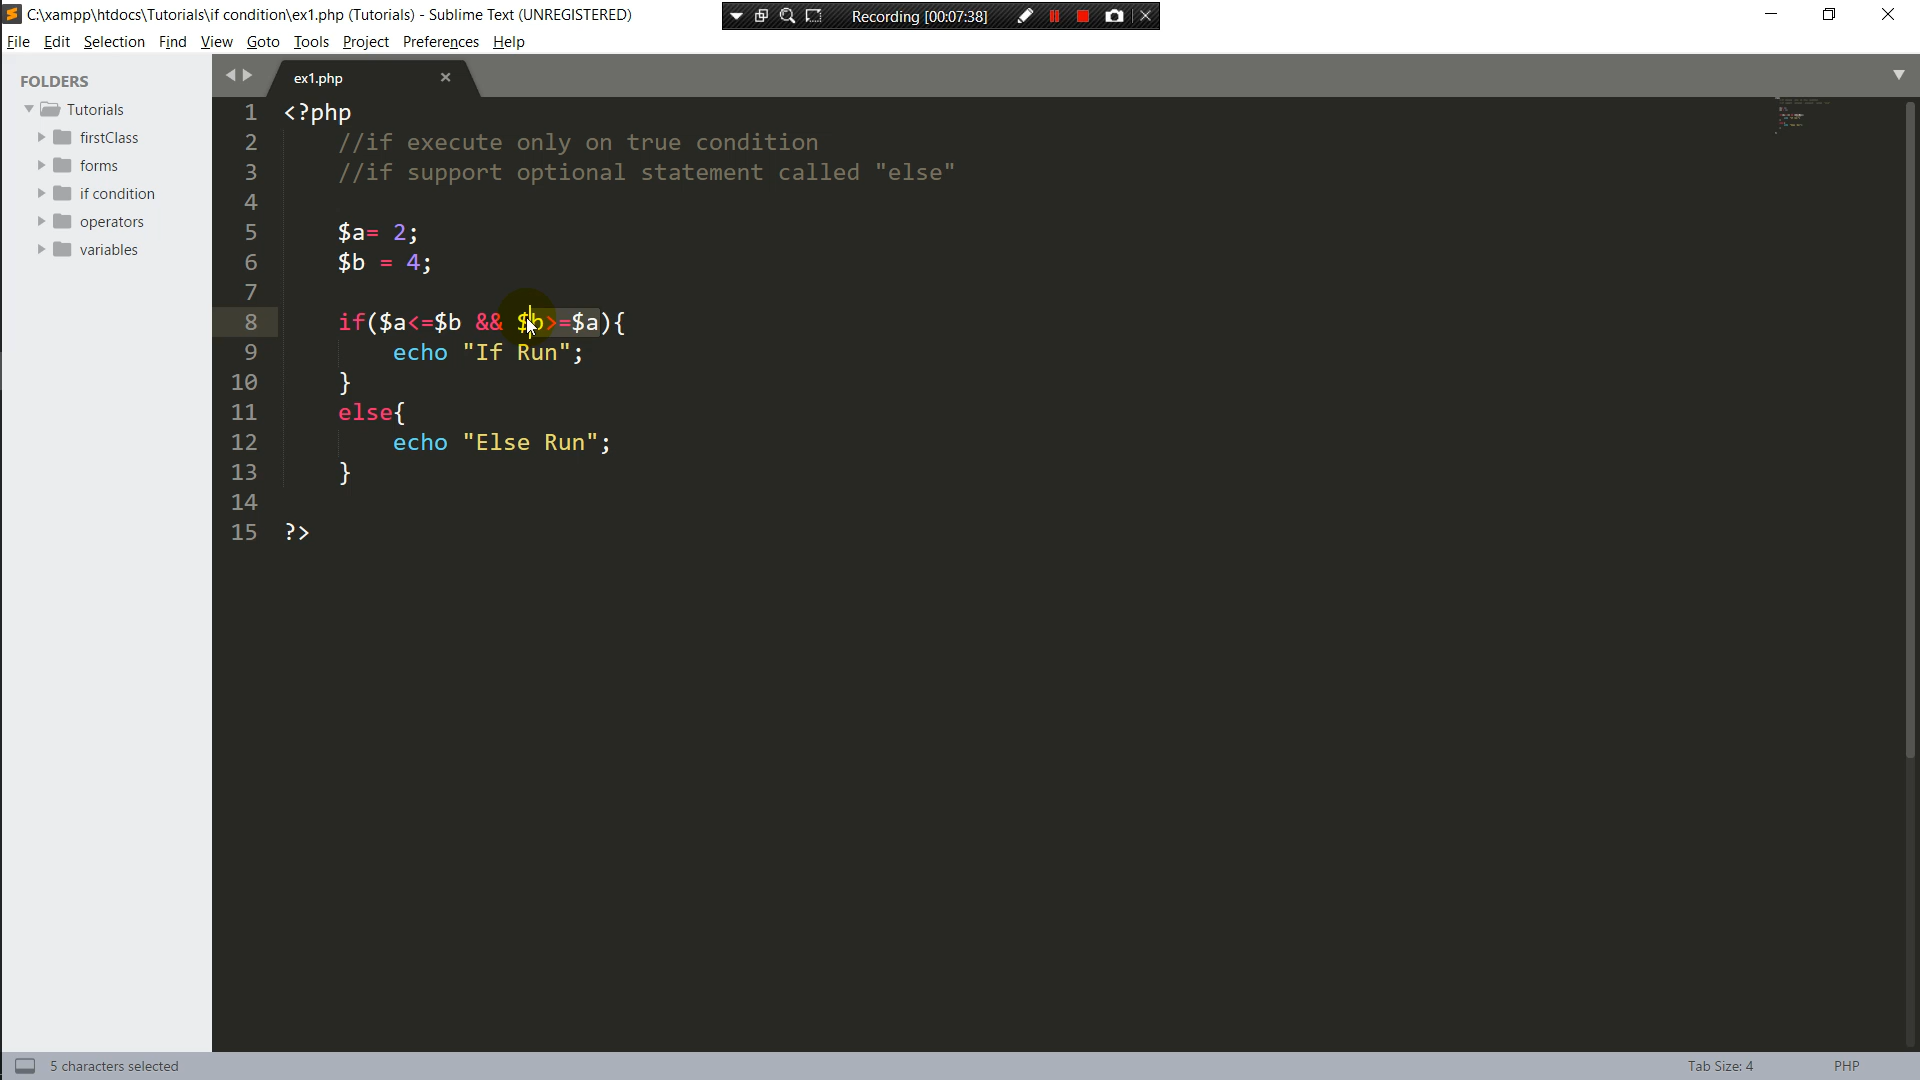 C:\xampp\htdocs\Tutorials\if condition\ex1.php (Tutorials) - Sublime Text (UNREGISTERED)
Recording [00:07:38]
File Edit Selection Find View Goto Tools Project Preferences Help
FOLDERS
Tutorials
firstClass
forms
if condition
operators
variables
ex1.php
1 <?php
2 //if execute only on true condition
3 //if support optional statement called "else"
4
5 $a= 2;
6 $b = 4;
7
8 if($a<=$b && $b>=$a){
9 echo "If Run";
10 }
11 else{
12 echo "Else Run";
13 }
14
15 ?>
5 characters selected
Tab Size: 4
PHP